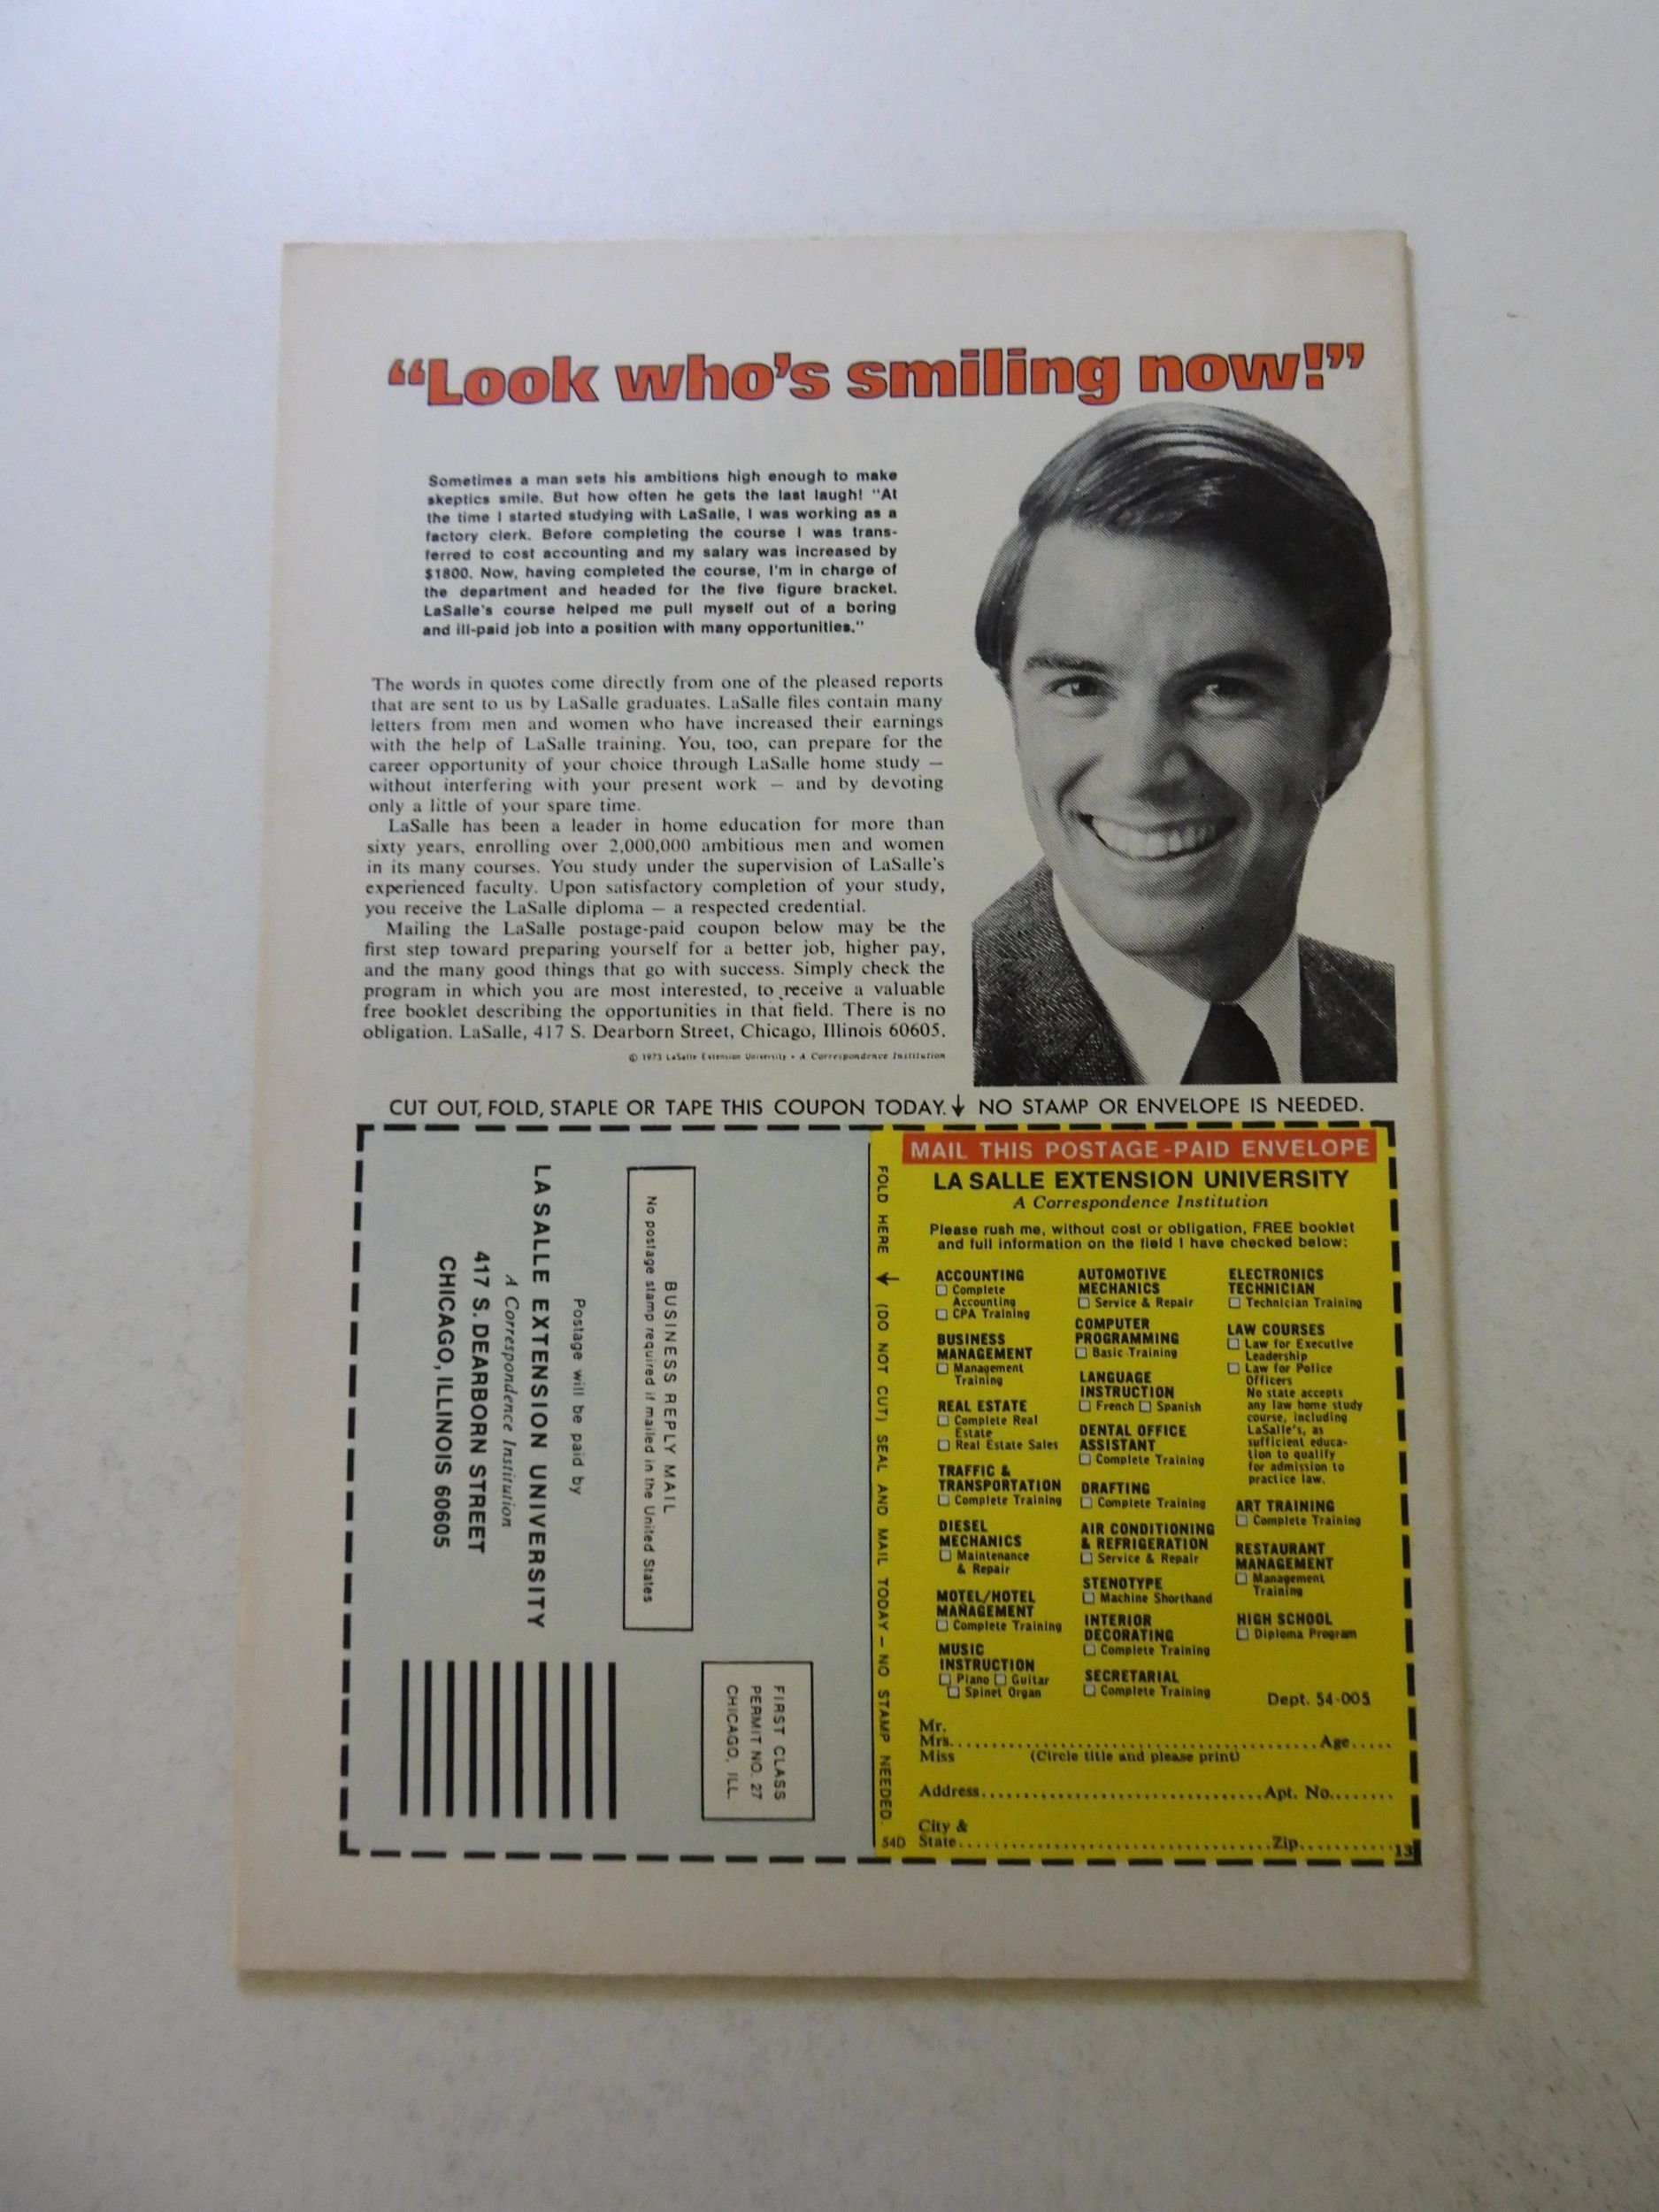 “Look who’s smiling now!”
Sometimes a man sets his ambitions high enough to make
skeptics smile. But how often he gets the last laugh! "At
the time I started studying with LaSalle, I was working as a
factory clerk. Before completing the course I was trans-
ferred to cost accounting and my salary was increased by
$1800. Now, having completed the course, I'm in charge of
the department and headed for the five figure bracket.
LaSalle's course helped me pull myself out of a boring
and ill-paid job into a position with many opportunities."
The words in quotes come directly from one of the pleased reports
that are sent to us by LaSalle graduates. LaSalle files contain many
letters from men and women who have increased their earnings
with the help of LaSalle training. You, too, can prepare for the
career opportunity of your choice through LaSalle home study —
without interfering with your present work — and by devoting
only a little of your spare time.
LaSalle has been a leader in home education for more than
sixty years, enrolling over 2,000,000 ambitious men and women
in its many courses. You study under the supervision of LaSalle's
experienced faculty. Upon satisfactory completion of your study,
you receive the LaSalle diploma — a respected credential.
Mailing the LaSalle postage-paid coupon below may be the
first step toward preparing yourself for a better job, higher pay,
and the many good things that go with success. Simply check the
program in which you are most interested, to receive a valuable
free booklet describing the opportunities in that field. There is no
obligation. LaSalle, 417 S. Dearborn Street, Chicago, Illinois 60605.
© 1973 LaSalle Extension University • A Correspondence Institution
CUT OUT, FOLD, STAPLE OR TAPE THIS COUPON TODAY. NO STAMP OR ENVELOPE IS NEEDED.
FIRST CLASS
PERMIT NO. 27
CHICAGO, ILL.
BUSINESS REPLY MAIL
No postage stamp required if mailed in the United States
Postage will be paid by
LA SALLE EXTENSION UNIVERSITY
A Correspondence Institution
417 S. DEARBORN STREET
CHICAGO, ILLINOIS 60605
FOLD HERE (DO NOT CUT) SEAL AND MAIL TODAY — NO STAMP NEEDED.
MAIL THIS POSTAGE-PAID ENVELOPE
LA SALLE EXTENSION UNIVERSITY
A Correspondence Institution
Please rush me, without cost or obligation, FREE booklet
and full information on the field I have checked below:
ACCOUNTING
☐ Complete
Accounting
☐ CPA Training
BUSINESS
MANAGEMENT
☐ Management
Training
REAL ESTATE
☐ Complete Real
Estate
☐ Real Estate Sales
TRAFFIC &
TRANSPORTATION
☐ Complete Training
DIESEL
MECHANICS
☐ Maintenance
& Repair
MOTEL/HOTEL
MANAGEMENT
☐ Complete Training
MUSIC
INSTRUCTION
☐ Piano ☐ Guitar
☐ Spinet Organ
AUTOMOTIVE
MECHANICS
☐ Service & Repair
COMPUTER
PROGRAMMING
☐ Basic Training
LANGUAGE
INSTRUCTION
☐ French ☐ Spanish
DENTAL OFFICE
ASSISTANT
☐ Complete Training
DRAFTING
☐ Complete Training
AIR CONDITIONING
& REFRIGERATION
☐ Service & Repair
STENOTYPE
☐ Machine Shorthand
INTERIOR
DECORATING
☐ Complete Training
SECRETARIAL
☐ Complete Training
ELECTRONICS
TECHNICIAN
☐ Technician Training
LAW COURSES
☐ Law for Executive
Leadership
☐ Law for Police
Officers
No state accepts
any law home study
course, including
LaSalle's, as
sufficient educa-
tion to qualify
for admission to
practice law.
ART TRAINING
☐ Complete Training
RESTAURANT
MANAGEMENT
☐ Management
Training
HIGH SCHOOL
☐ Diploma Program
Dept. 54-005
Mr.
Mrs. Age
Miss (Circle title and please print)
Address Apt. No.
City &
54D State Zip 13